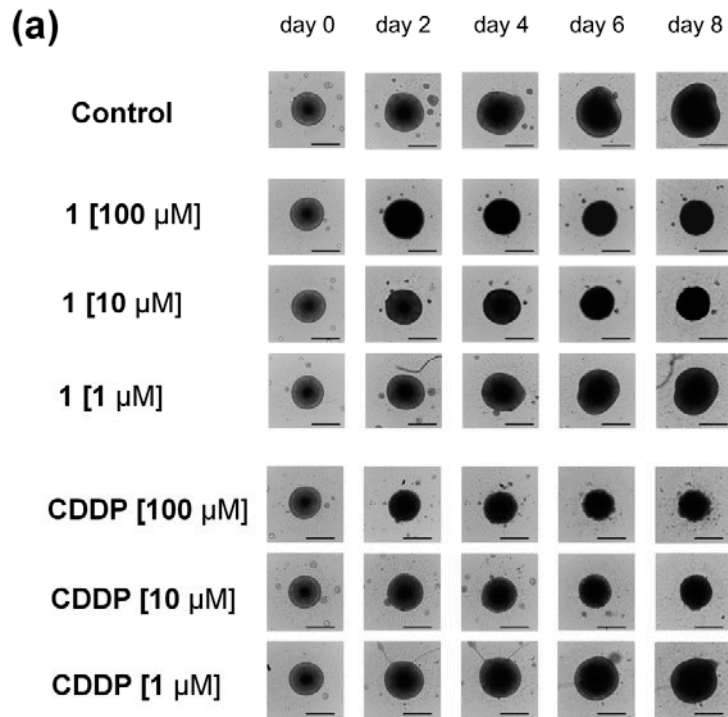 (a) day 0 day 2 day 4 day 6 day 8
Control
1 [100 µM]
1 [10 µM]
1 [1 µM]
CDDP [100 µM]
CDDP [10 µM]
CDDP [1 µM]